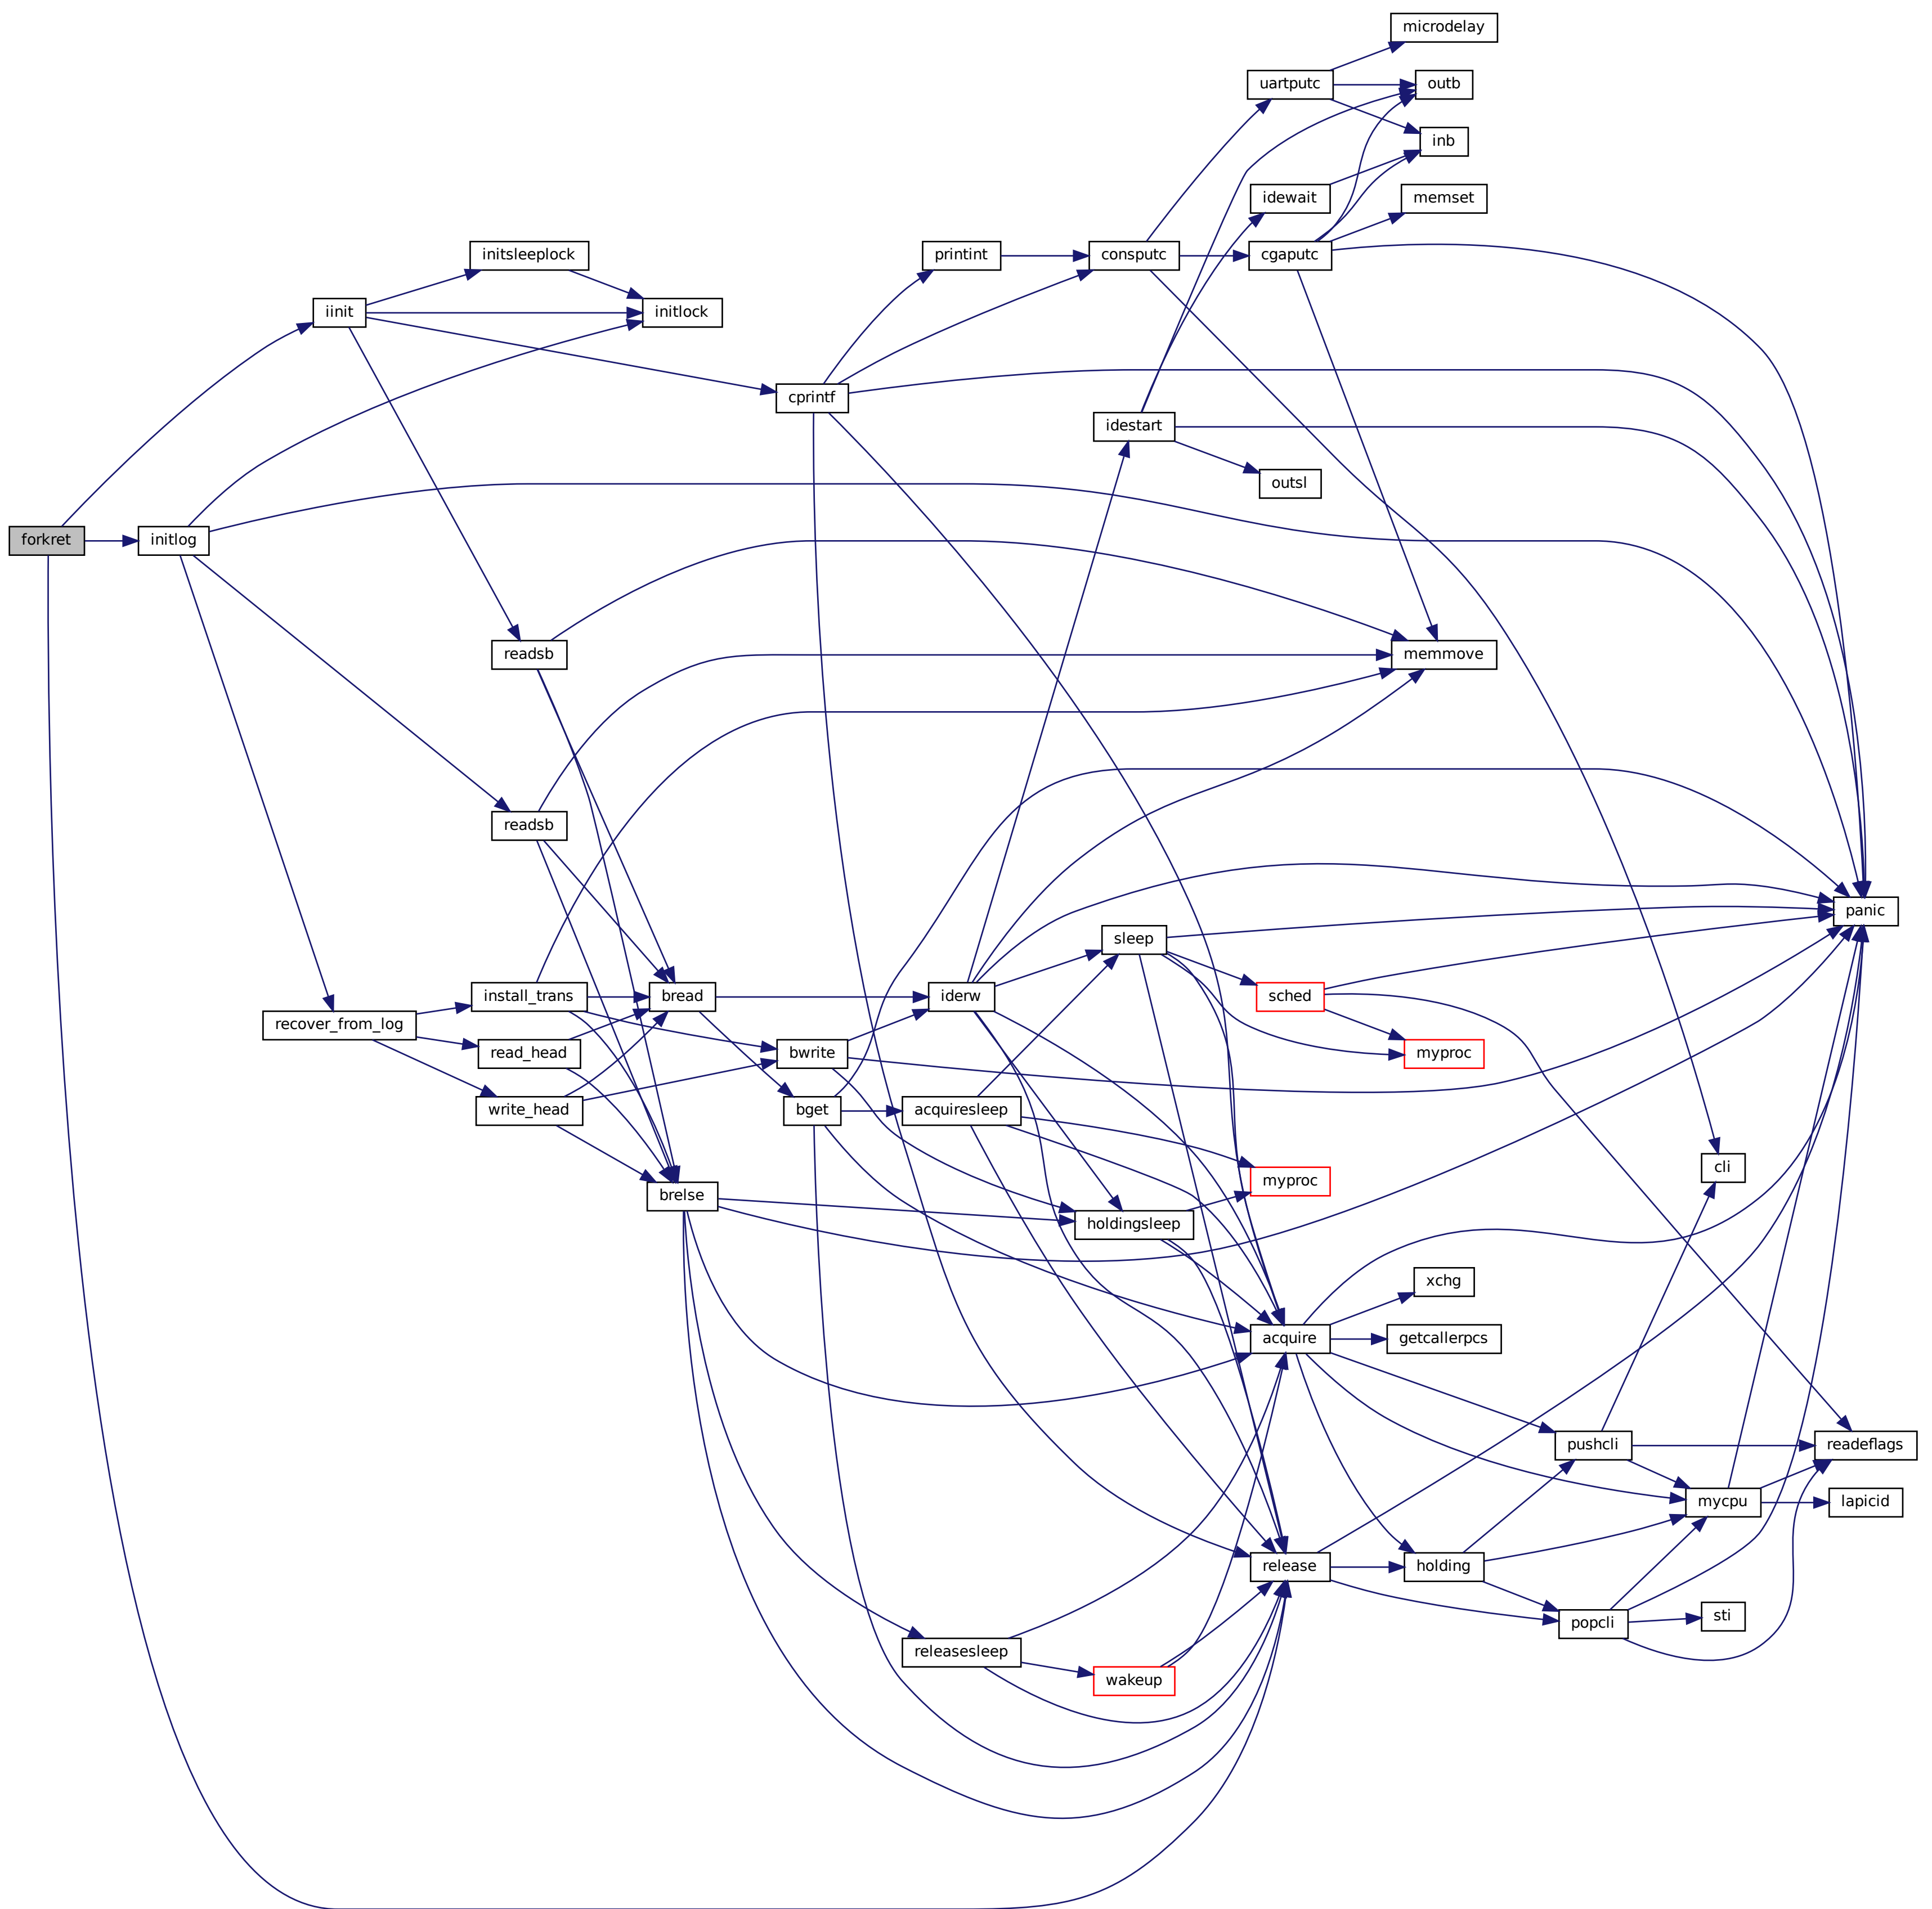 microdelay
uartputc
outb
inb
idewait
memset
initsleeplock
printint
consputc
cgaputc
iinit
initlock
cprintf
idestart
outsl
forkret
initlog
readsb
memmove
readsb
panic
sleep
install_trans
bread
iderw
sched
recover_from_log
read_head
bwrite
myproc
write_head
bget
acquiresleep
cli
myproc
brelse
holdingsleep
xchg
acquire
getcallerpcs
pushcli
readeflags
mycpu
lapicid
release
holding
popcli
sti
releasesleep
wakeup